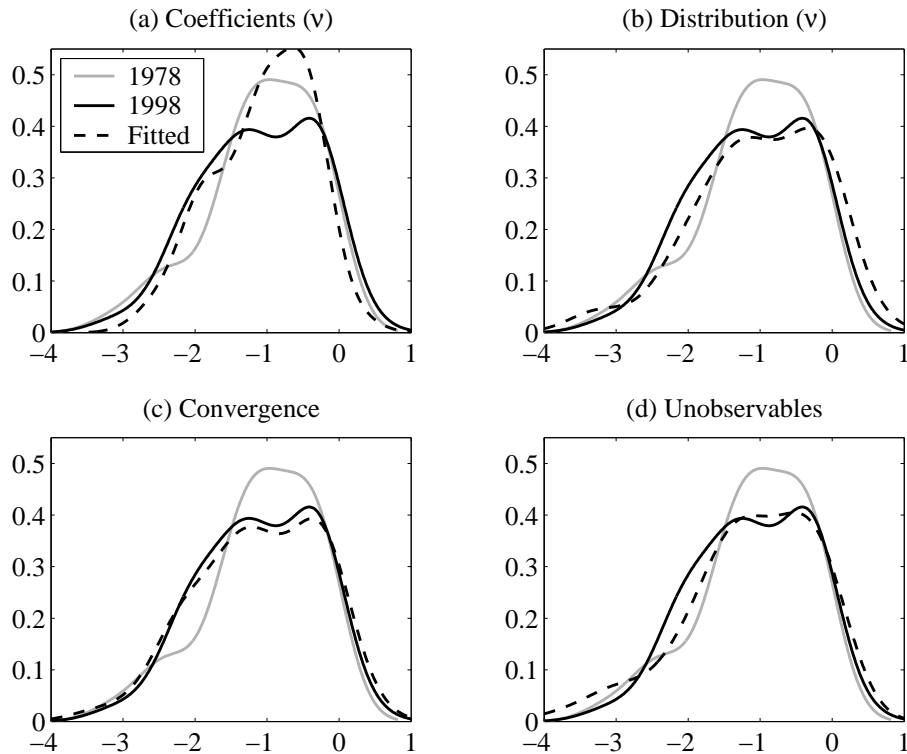 (a) Coefficients (ν)
0.5
0.4
0.3
0.2
0.1
0
−4 −3 −2 −1 0 1
1978
1998
Fitted
(b) Distribution (ν)
0.5
0.4
0.3
0.2
0.1
0
−4 −3 −2 −1 0 1
(c) Convergence
0.5
0.4
0.3
0.2
0.1
0
−4 −3 −2 −1 0 1
(d) Unobservables
0.5
0.4
0.3
0.2
0.1
0
−4 −3 −2 −1 0 1